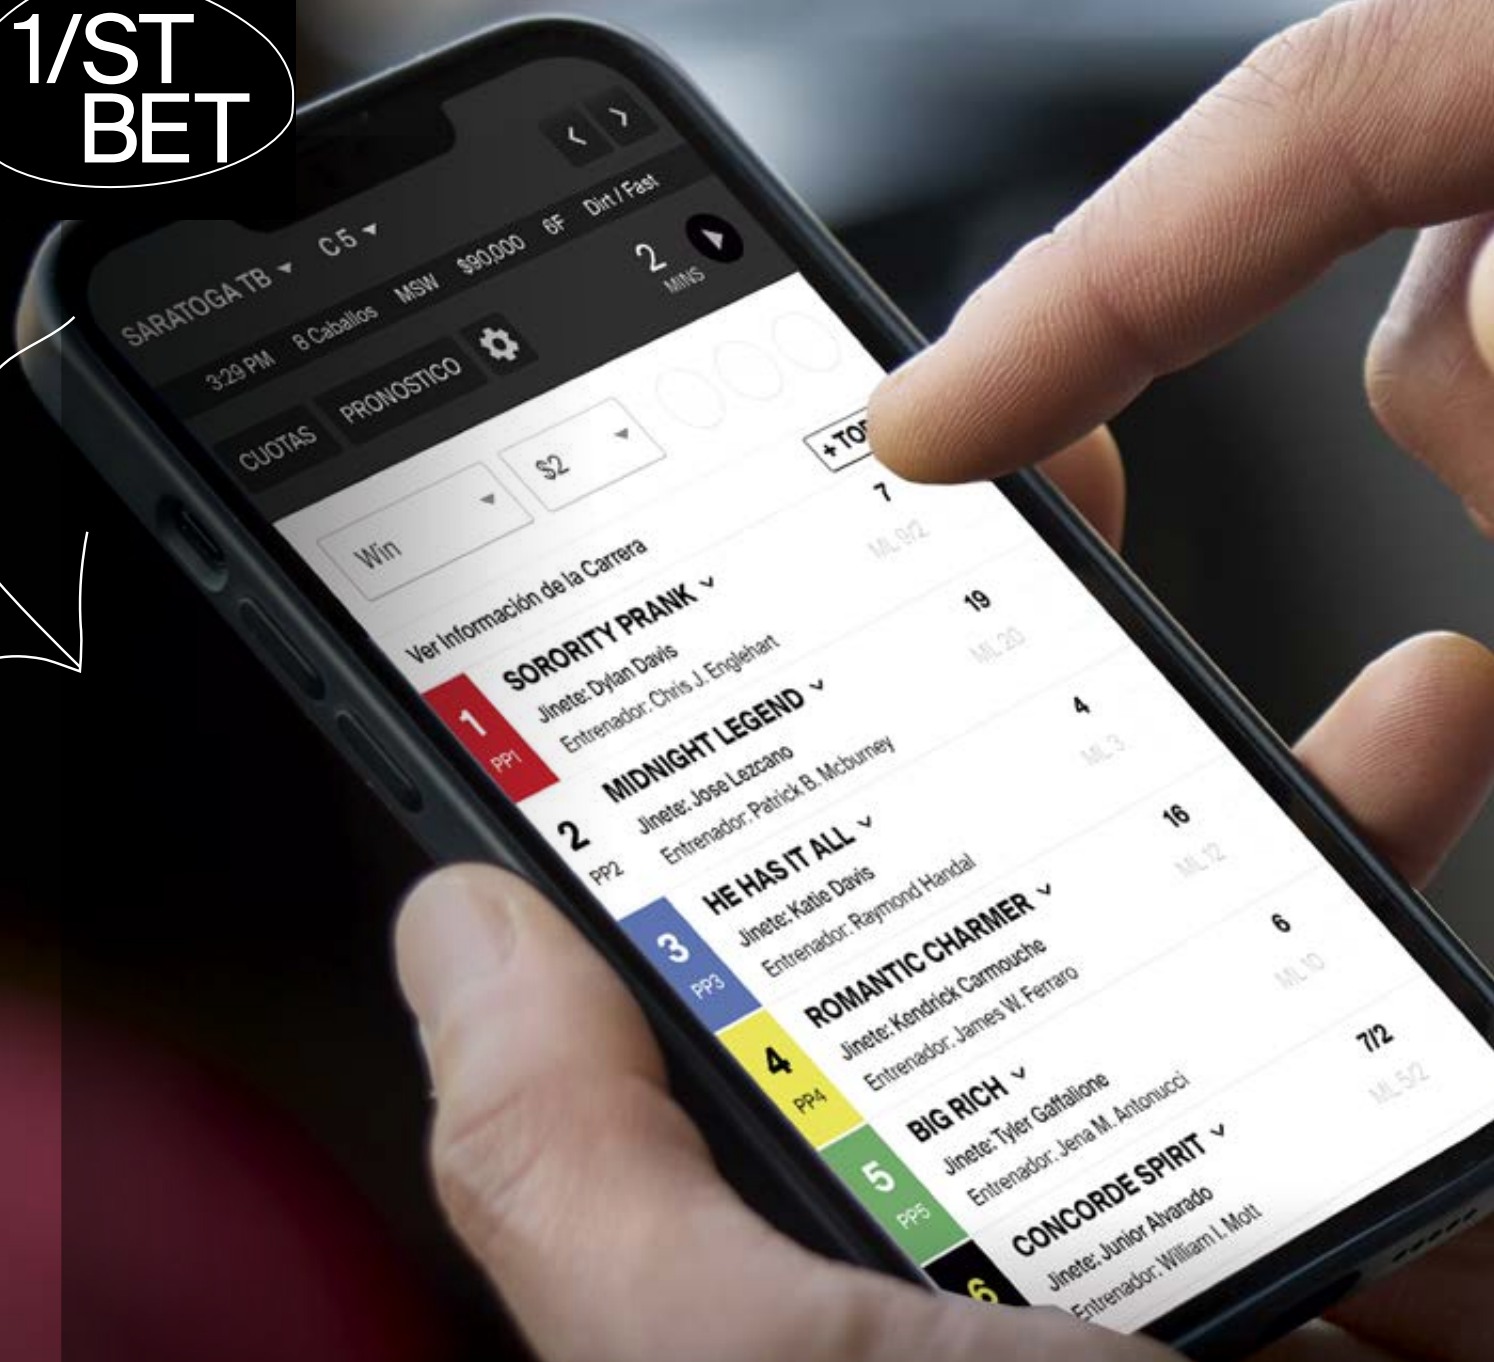 1/ST
BET
SARATOGA TB
C 5
3:29 PM 8 Caballos MSW $90,000 6F Dirt / Fast
CUOTAS PRONOSTICO
2
MINS
Win
$2
Ver Información de la Carrera
1
PP1
SORORITY PRANK
Jinete: Dylan Davis
Entrenador: Chris J. Englehart
7
ML 9/2
2
PP2
MIDNIGHT LEGEND
Jinete: Jose Lezcano
Entrenador: Patrick B. Mcburney
19
ML 20
3
PP3
HE HAS IT ALL
Jinete: Katie Davis
Entrenador: Raymond Handal
4
ML 3
4
PP4
ROMANTIC CHARMER
Jinete: Kendrick Carmouche
Entrenador: James W. Ferraro
16
ML 12
5
PP5
BIG RICH
Jinete: Tyler Gaffalione
Entrenador: Jena M. Antonucci
6
ML 10
6
CONCORDE SPIRIT
Jinete: Junior Alvarado
Entrenador: William I. Mott
7/2
ML 5/2